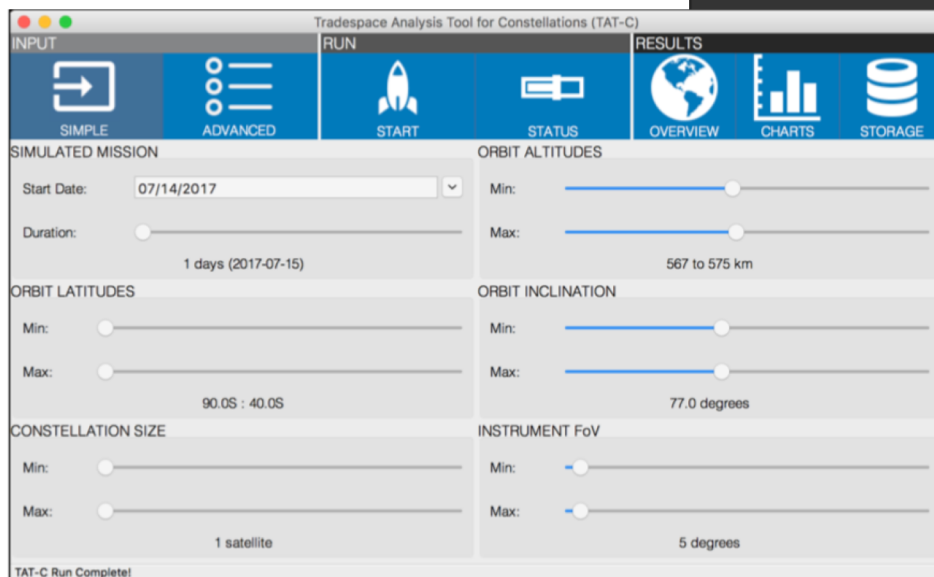 Tradespace Analysis Tool for Constellations (TAT-C)
INPUT RUN RESULTS
SIMPLE ADVANCED START STATUS OVERVIEW CHARTS STORAGE
SIMULATED MISSION
Start Date: 07/14/2017
Duration:
1 days (2017-07-15)
ORBIT ALTITUDES
Min:
Max:
567 to 575 km
ORBIT LATITUDES
Min:
Max:
90.0S : 40.0S
ORBIT INCLINATION
Min:
Max:
77.0 degrees
CONSTELLATION SIZE
Min:
Max:
1 satellite
INSTRUMENT FoV
Min:
Max:
5 degrees
TAT-C Run Complete!